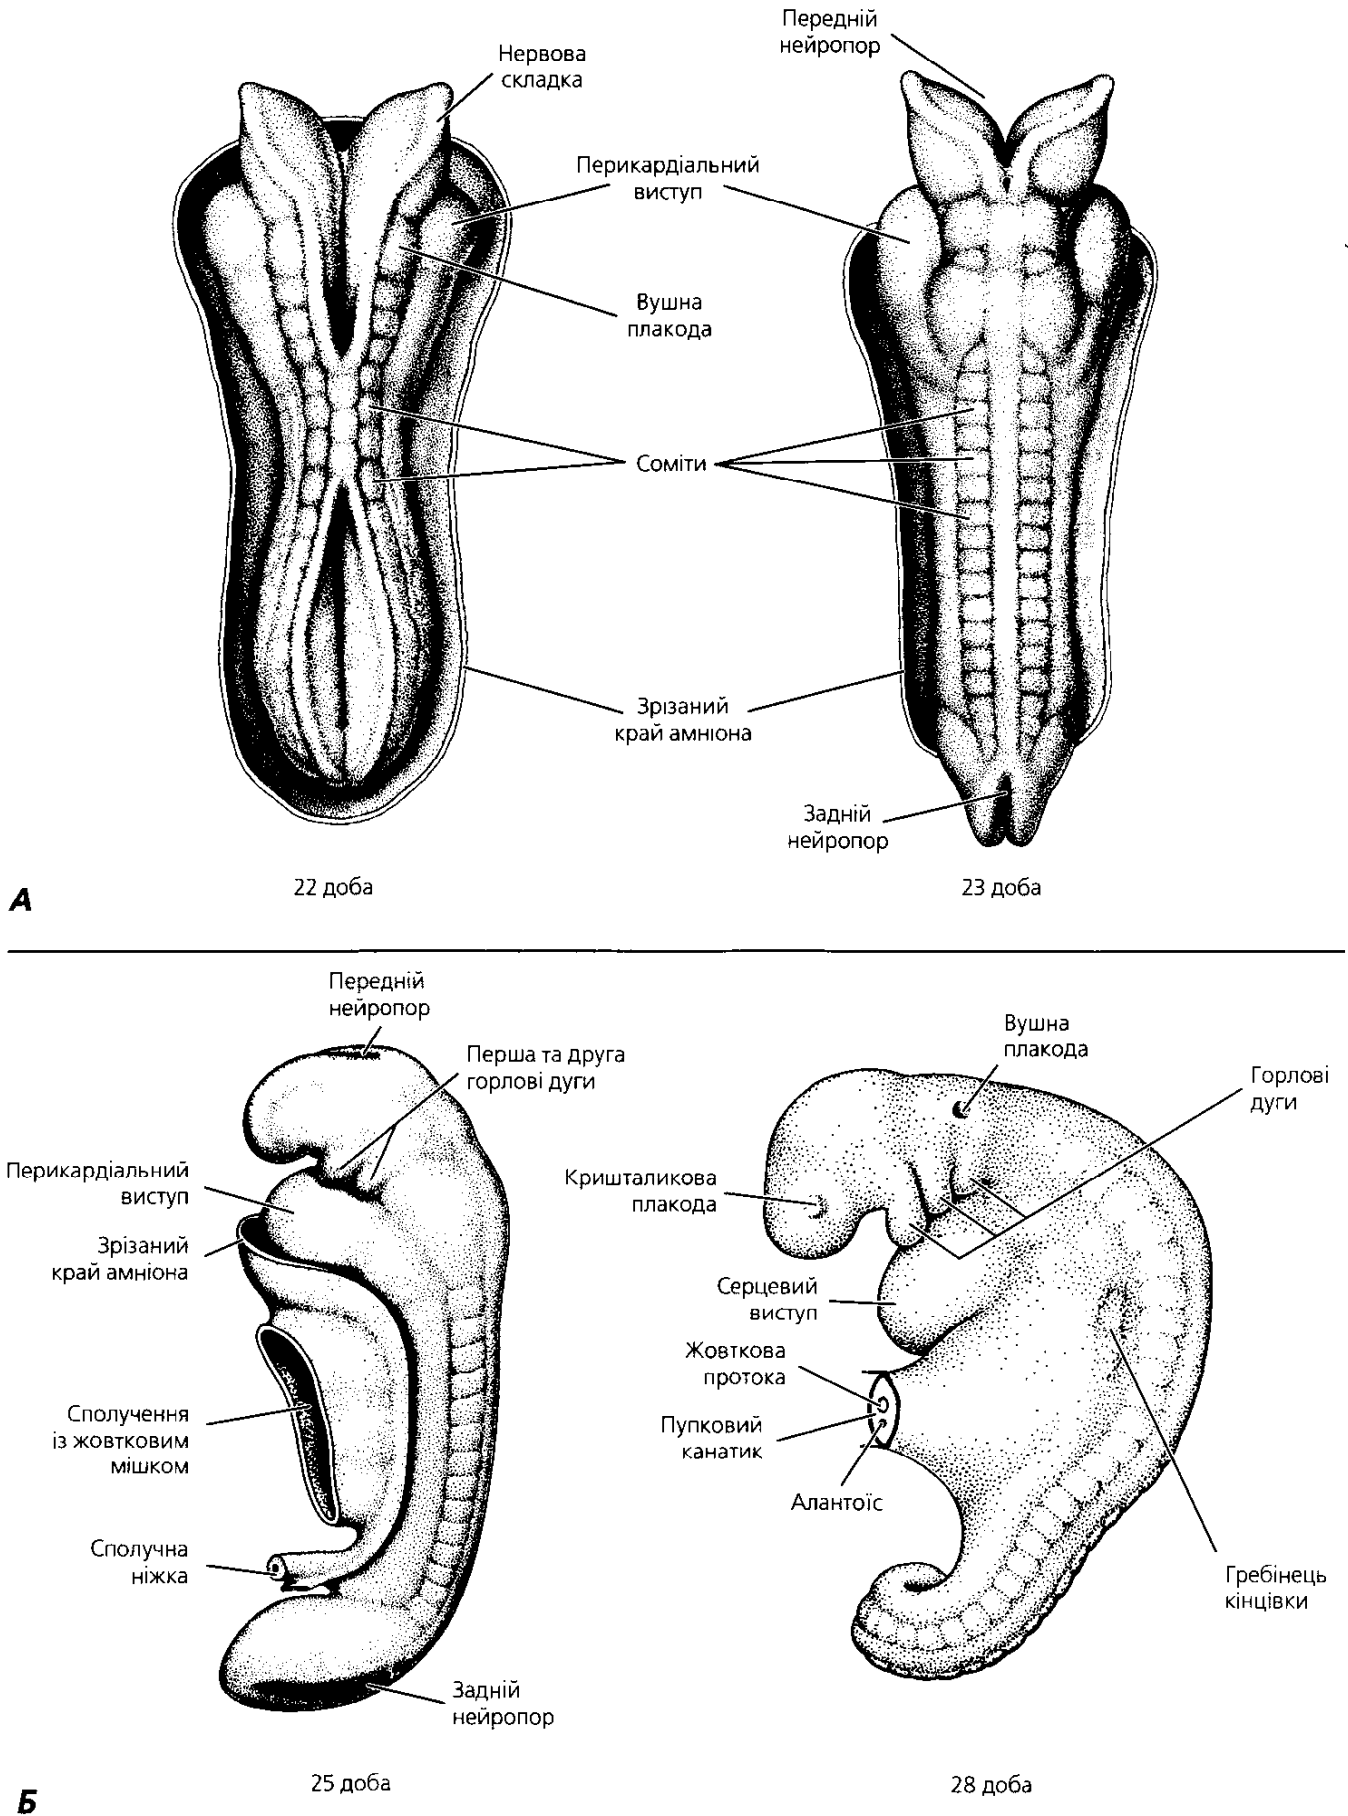 Передній
нейропор
Нервова
складка
Перикардіальний
виступ
Вушна
плакода
Соміти
Зрізаний
край амніона
Задній
нейропор
22 доба
23 доба
А
Передній
нейропор
Перша та друга
горлові дуги
Перикардіальний
виступ
Зрізаний
край амніона
Сполучення
із жовтковим
мішком
Сполучна
ніжка
Задній
нейропор
25 доба
Вушна
плакода
Горлові
дуги
Кришталикова
плакода
Серцевий
виступ
Жовткова
протока
Пупковий
канатик
Алантоїс
Гребінець
кінцівки
28 доба
Б